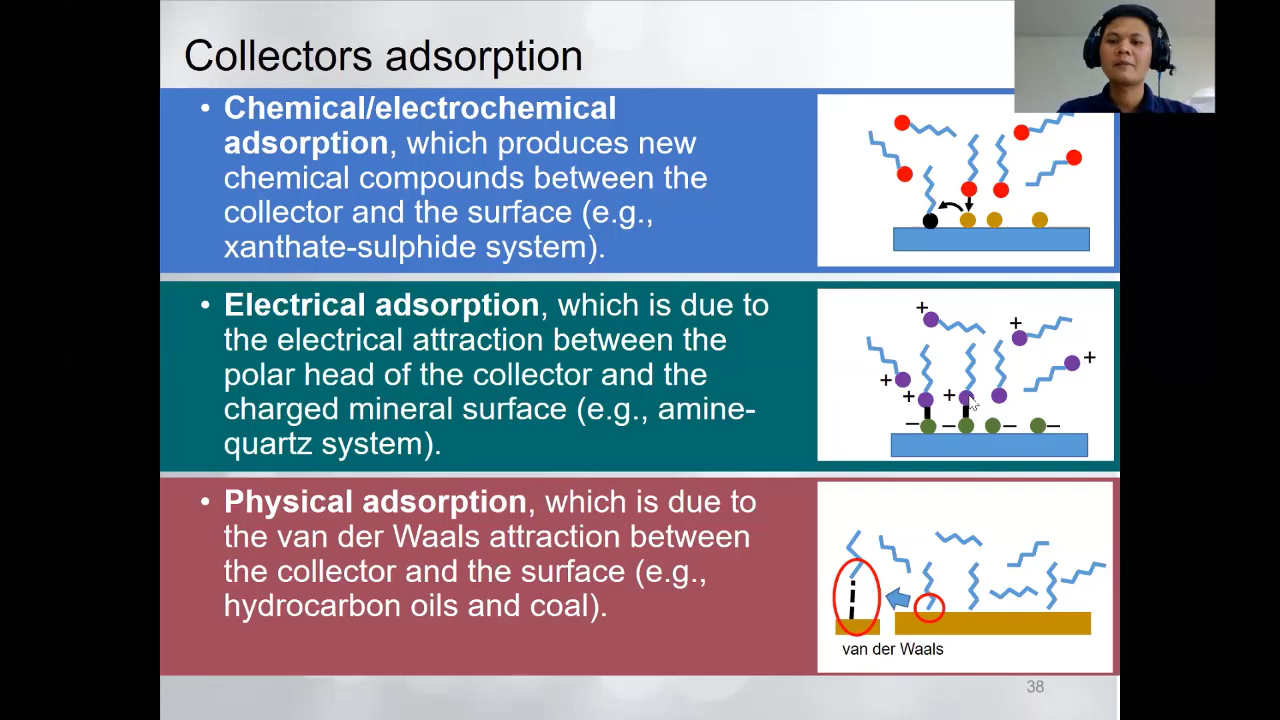 Collectors adsorption
• Chemical/electrochemical
adsorption, which produces new
chemical compounds between the
collector and the surface (e.g.,
xanthate-sulphide system).
• Electrical adsorption, which is due to
the electrical attraction between the
polar head of the collector and the
charged mineral surface (e.g., amine-
quartz system).
+
+
+
+
+
+
– – – –
• Physical adsorption, which is due to
the van der Waals attraction between
the collector and the surface (e.g.,
hydrocarbon oils and coal).
van der Waals
38